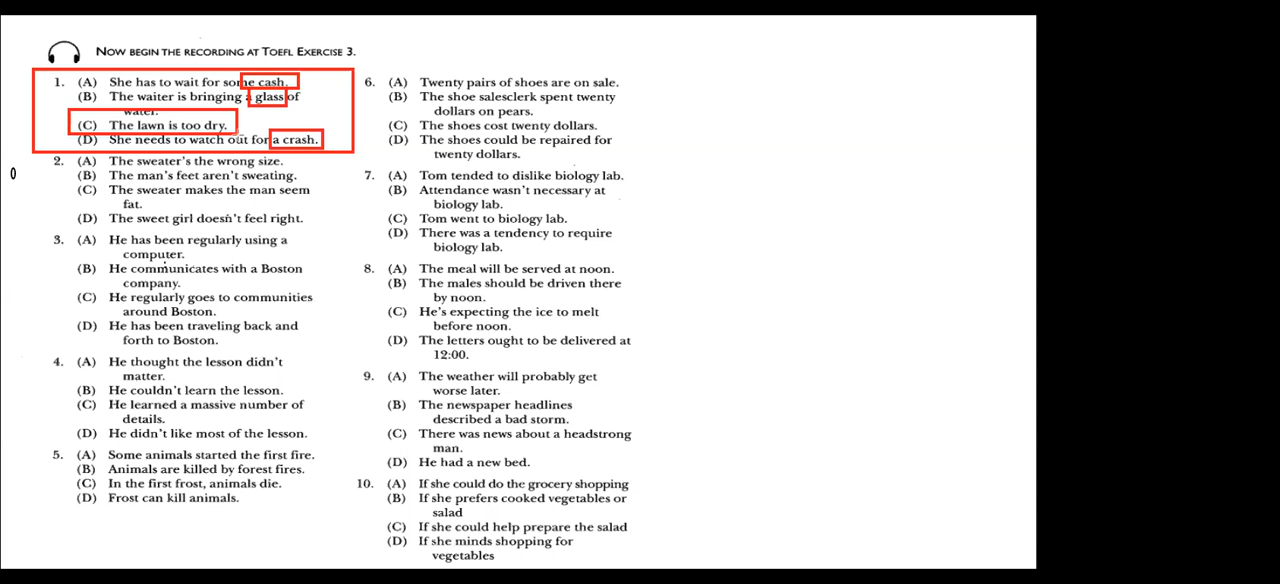 NOW BEGIN THE RECORDING AT TOEFL EXERCISE 3.
1. (A) She has to wait for some cash.
(B) The waiter is bringing a glass of
water.
(C) The lawn is too dry.
(D) She needs to watch out for a crash.
2. (A) The sweater's the wrong size.
(B) The man's feet aren't sweating.
(C) The sweater makes the man seem
fat.
(D) The sweet girl doesn't feel right.
3. (A) He has been regularly using a
computer.
(B) He communicates with a Boston
company.
(C) He regularly goes to communities
around Boston.
(D) He has been traveling back and
forth to Boston.
4. (A) He thought the lesson didn't
matter.
(B) He couldn't learn the lesson.
(C) He learned a massive number of
details.
(D) He didn't like most of the lesson.
5. (A) Some animals started the first fire.
(B) Animals are killed by forest fires.
(C) In the first frost, animals die.
(D) Frost can kill animals.
6. (A) Twenty pairs of shoes are on sale.
(B) The shoe salesclerk spent twenty
dollars on pears.
(C) The shoes cost twenty dollars.
(D) The shoes could be repaired for
twenty dollars.
7. (A) Tom tended to dislike biology lab.
(B) Attendance wasn't necessary at
biology lab.
(C) Tom went to biology lab.
(D) There was a tendency to require
biology lab.
8. (A) The meal will be served at noon.
(B) The males should be driven there
by noon.
(C) He's expecting the ice to melt
before noon.
(D) The letters ought to be delivered at
12:00.
9. (A) The weather will probably get
worse later.
(B) The newspaper headlines
described a bad storm.
(C) There was news about a headstrong
man.
(D) He had a new bed.
10. (A) If she could do the grocery shopping
(B) If she prefers cooked vegetables or
salad
(C) If she could help prepare the salad
(D) If she minds shopping for
vegetables
0